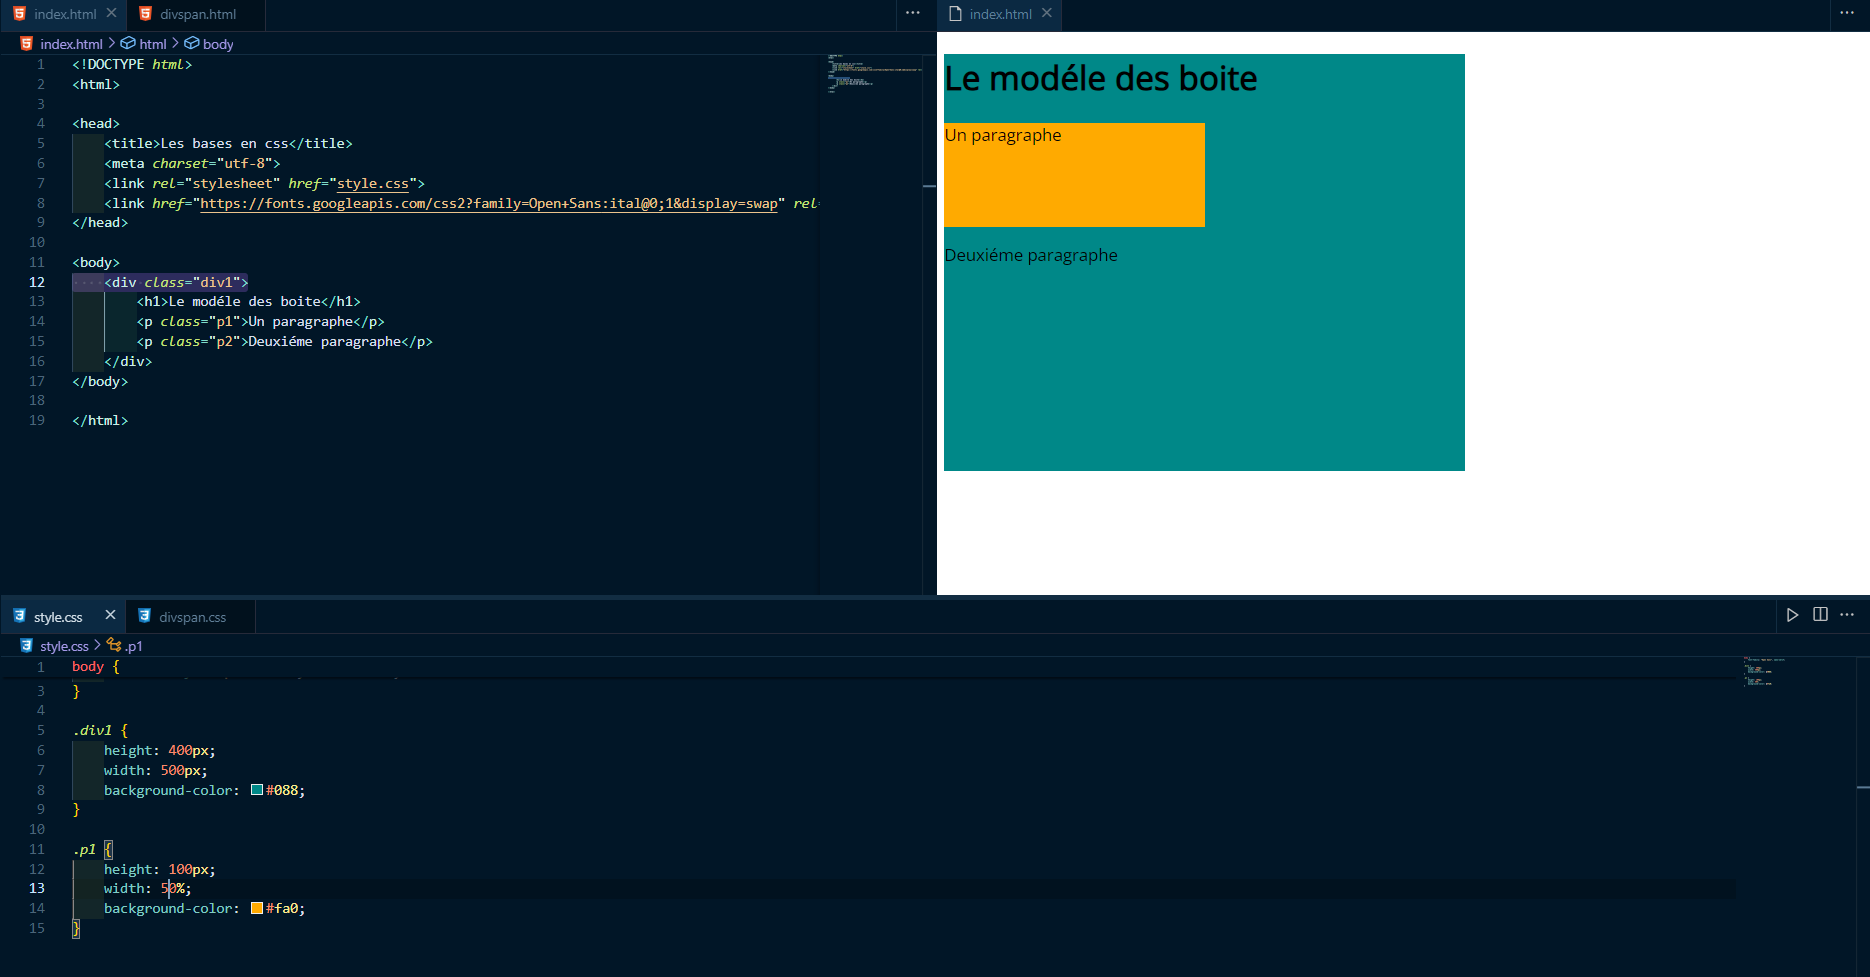 index.html
divspan.html
index.html
index.html > html > body
1 <!DOCTYPE html>
2 <html>
3
4 <head>
5 <title>Les bases en css</title>
6 <meta charset="utf-8">
7 <link rel="stylesheet" href="style.css">
8 <link href="https://fonts.googleapis.com/css2?family=Open+Sans:ital@0;1&display=swap" rel=
9 </head>
10
11 <body>
12 <div class="div1">
13 <h1>Le modéle des boite</h1>
14 <p class="p1">Un paragraphe</p>
15 <p class="p2">Deuxiéme paragraphe</p>
16 </div>
17 </body>
18
19 </html>
Le modéle des boite
Un paragraphe
Deuxiéme paragraphe
style.css
divspan.css
style.css > .p1
1 body {
3 }
4
5 .div1 {
6 height: 400px;
7 width: 500px;
8 background-color: #088;
9 }
10
11 .p1 {
12 height: 100px;
13 width: 50%;
14 background-color: #fa0;
15 }